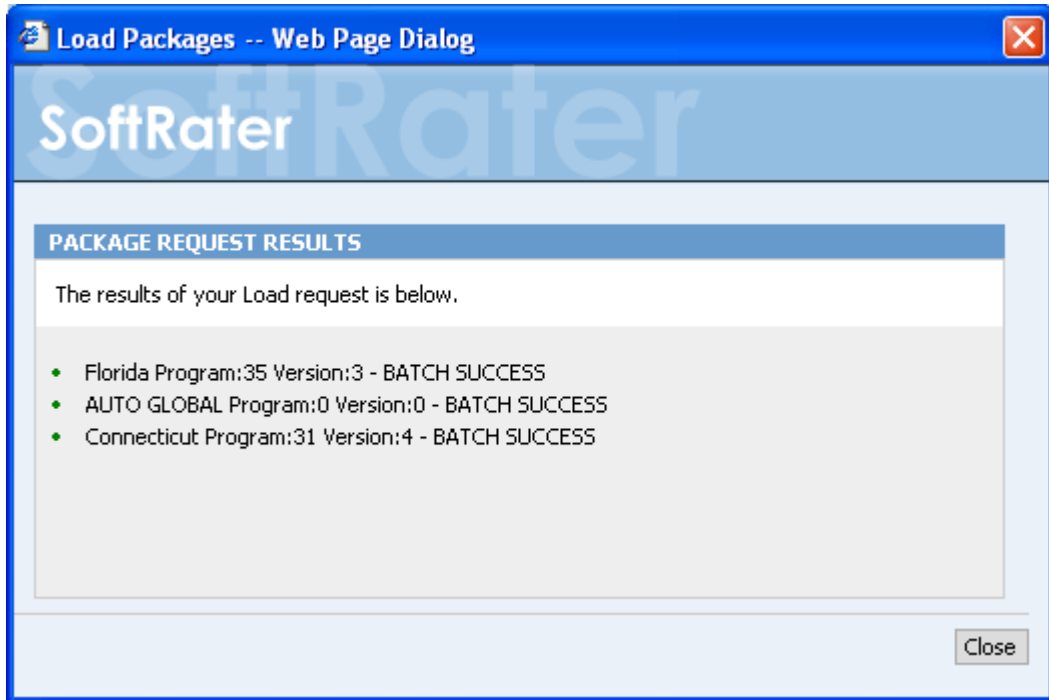 Load Packages -- Web Page Dialog
SoftRater
SoftRater
PACKAGE REQUEST RESULTS
The results of your Load request is below.
• Florida Program:35 Version:3 - BATCH SUCCESS
• AUTO GLOBAL Program:0 Version:0 - BATCH SUCCESS
• Connecticut Program:31 Version:4 - BATCH SUCCESS
Close